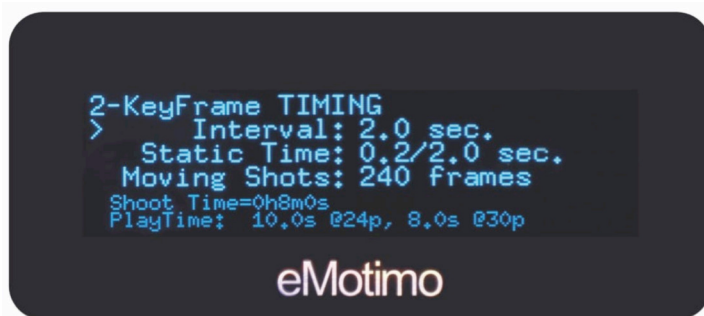 2-KeyFrame TIMING
> Interval: 2.0 sec.
Static Time: 0.2/2.0 sec.
Moving Shots: 240 frames
Shoot Time=0h8m0s
PlayTime: 10.0s @24p, 8.0s @30p
eMotimo